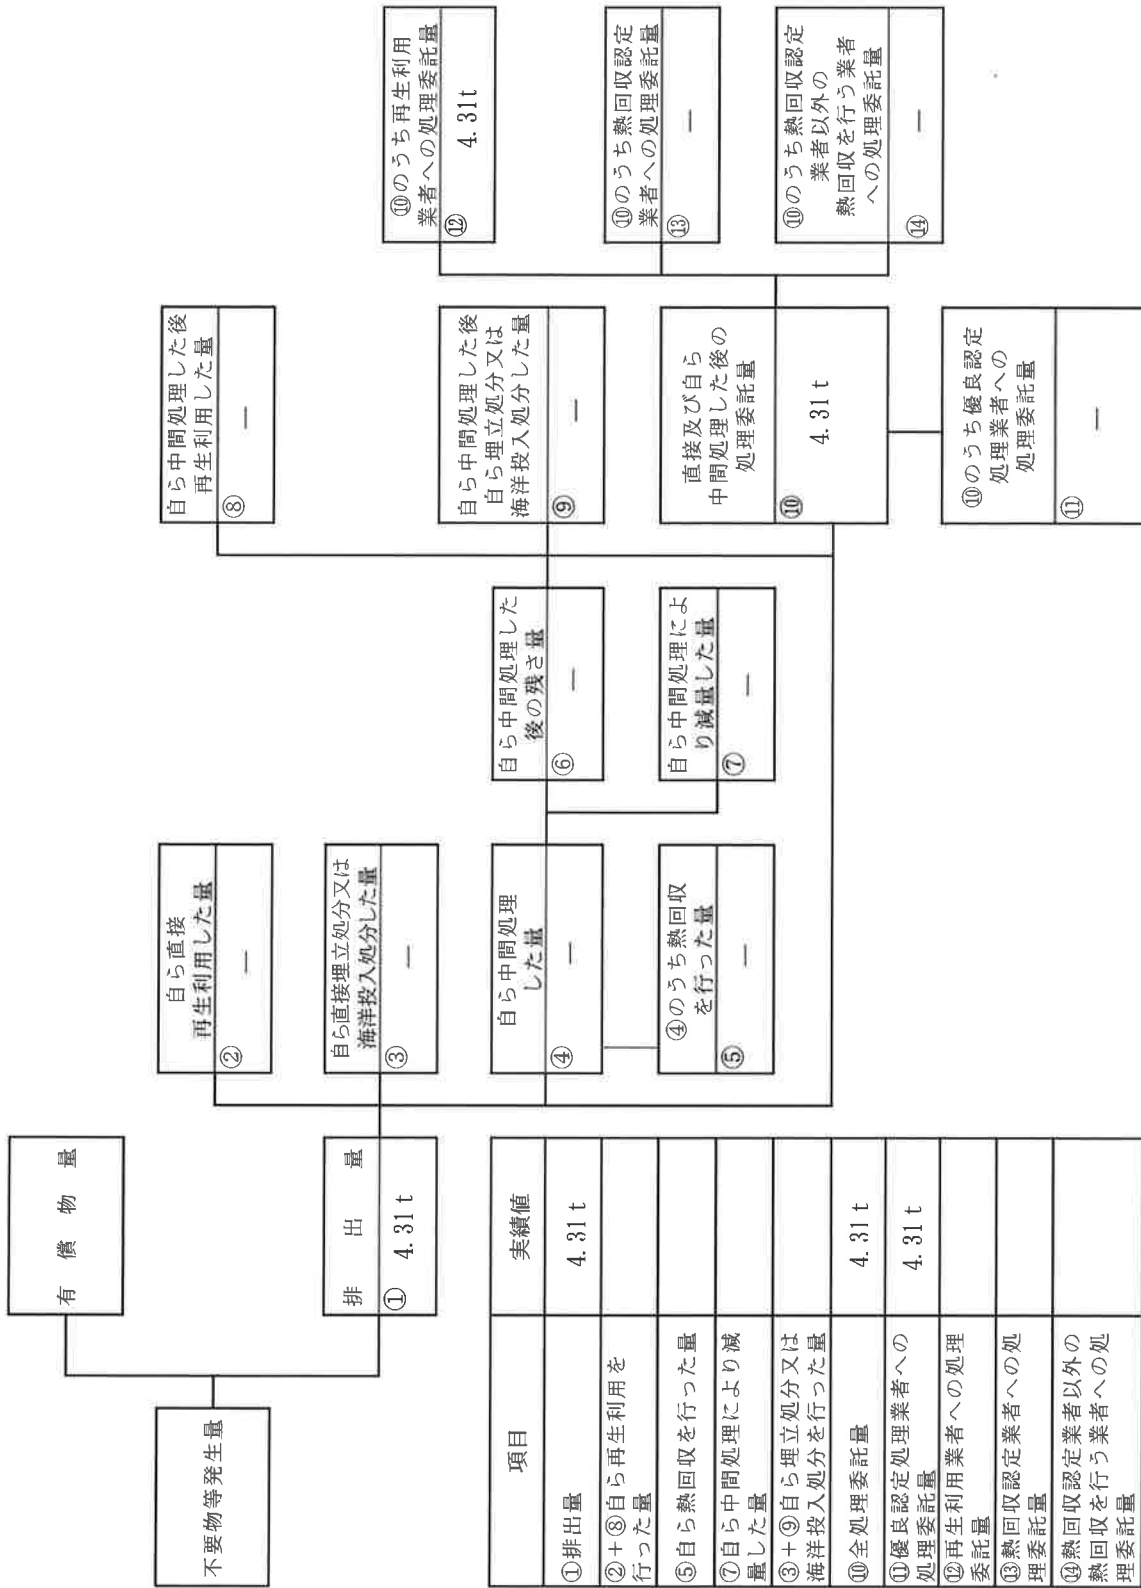 不要物等発生量
有償物量
排出量
① 4.31t
自ら直接
再生利用した量
② ―
自ら直接埋立処分又は
海洋投入処分した量
③ ―
自ら中間処理
した量
④ ―
④のうち熱回収
を行った量
⑤ ―
自ら中間処理した
後の残さ量
⑥ ―
自ら中間処理によ
り減量した量
⑦ ―
自ら中間処理した後
再生利用した量
⑧ ―
自ら中間処理した後
自ら埋立処分又は
海洋投入処分した量
⑨ ―
直接及び自ら
中間処理した後の
処理委託量
⑩ 4.31t
⑩のうち優良認定
処理業者への
処理委託量
⑪ ―
⑩のうち再生利用
業者への処理委託量
⑫ 4.31t
⑩のうち熱回収認定
業者への処理委託量
⑬ ―
⑩のうち熱回収認定
業者以外の
熱回収を行う業者
への処理委託量
⑭ ―
項目 実績値
①排出量 4.31t
②+⑧自ら再生利用を
行った量
⑤自ら熱回収を行った量
⑦自ら中間処理により減
量した量
③+⑨自ら埋立処分又は
海洋投入処分を行った量
⑩全処理委託量 4.31t
⑪優良認定処理業者への
処理委託量 4.31t
⑫再生利用業者への処理
委託量
⑬熱回収認定業者への処
理委託量
⑭熱回収認定業者以外の
熱回収を行う業者への処
理委託量